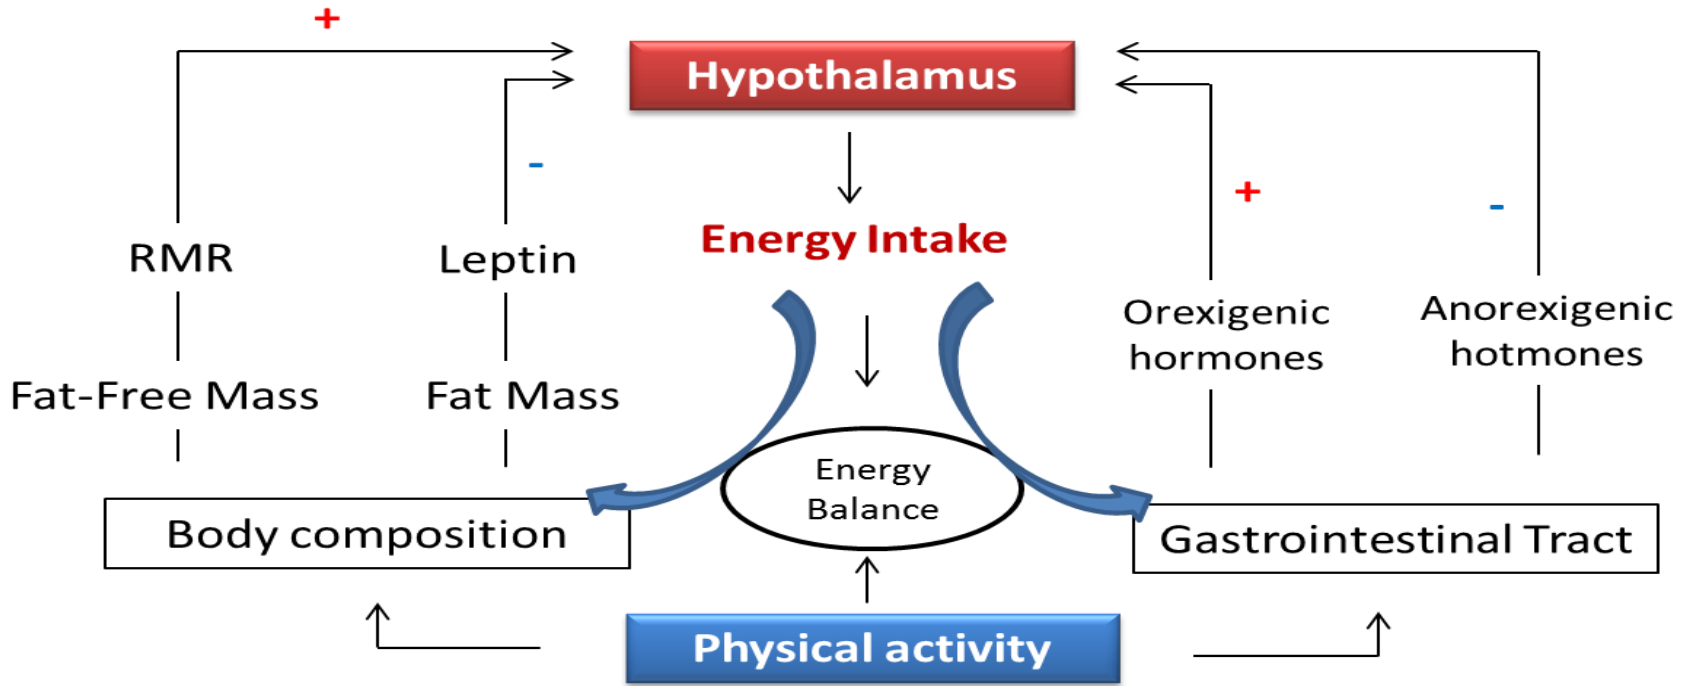 +
Hypothalamus
-
+
-
RMR
Leptin
Energy Intake
Orexigenic
hormones
Anorexigenic
hotmones
Fat-Free Mass
Fat Mass
Energy
Balance
Body composition
Gastrointestinal Tract
Physical activity